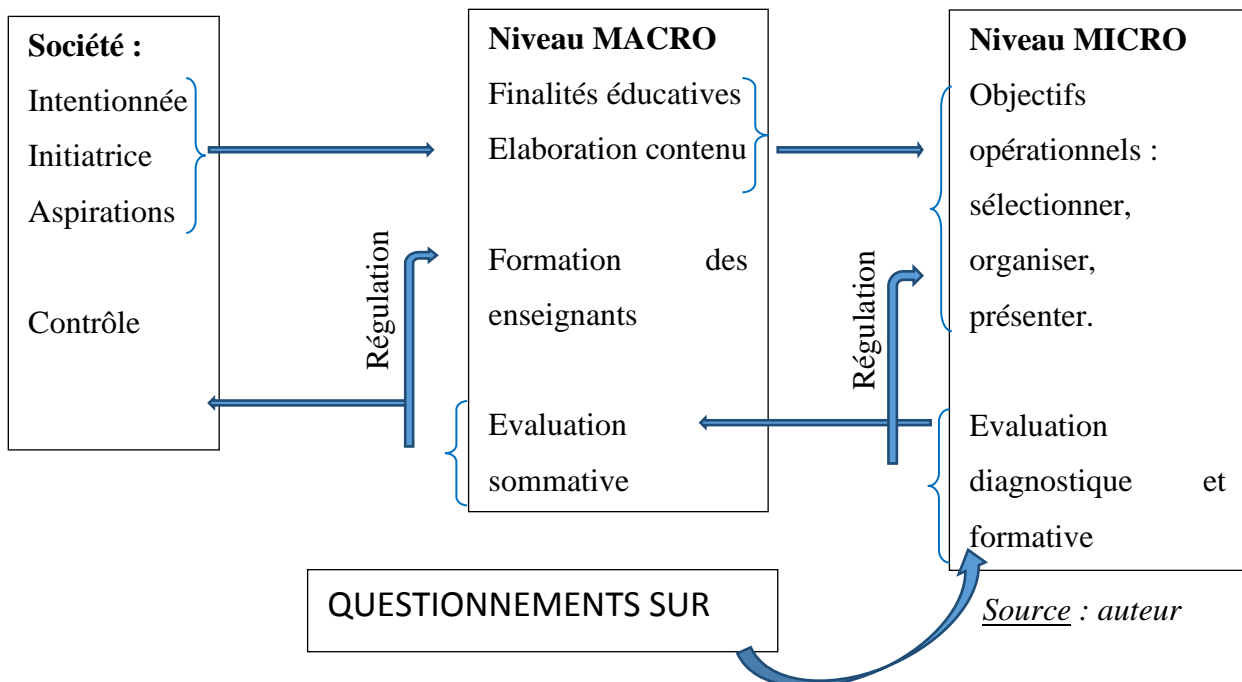 Société :
Intentionnée
Initiatrice
Aspirations
Contrôle
Régulation
Niveau MACRO
Finalités éducatives
Elaboration contenu
Formation des
enseignants
Evaluation
sommative
Régulation
Niveau MICRO
Objectifs
opérationnels :
sélectionner,
organiser,
présenter.
Evaluation
diagnostique et
formative
QUESTIONNEMENTS SUR
Source : auteur